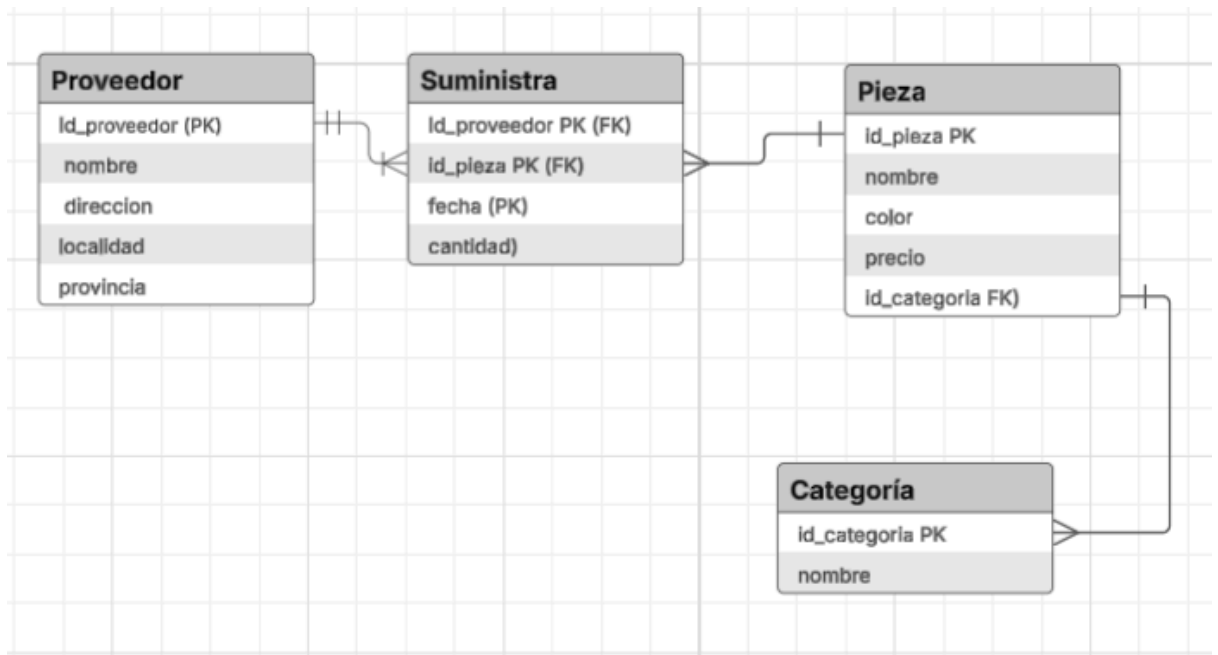 Proveedor
Id_proveedor (PK)
nombre
direccion
localidad
provincia
Suministra
Id_proveedor PK (FK)
id_pieza PK (FK)
fecha (PK)
cantidad)
Pieza
id_pieza PK
nombre
color
precio
id_categoria FK)
Categoría
id_categoria PK
nombre